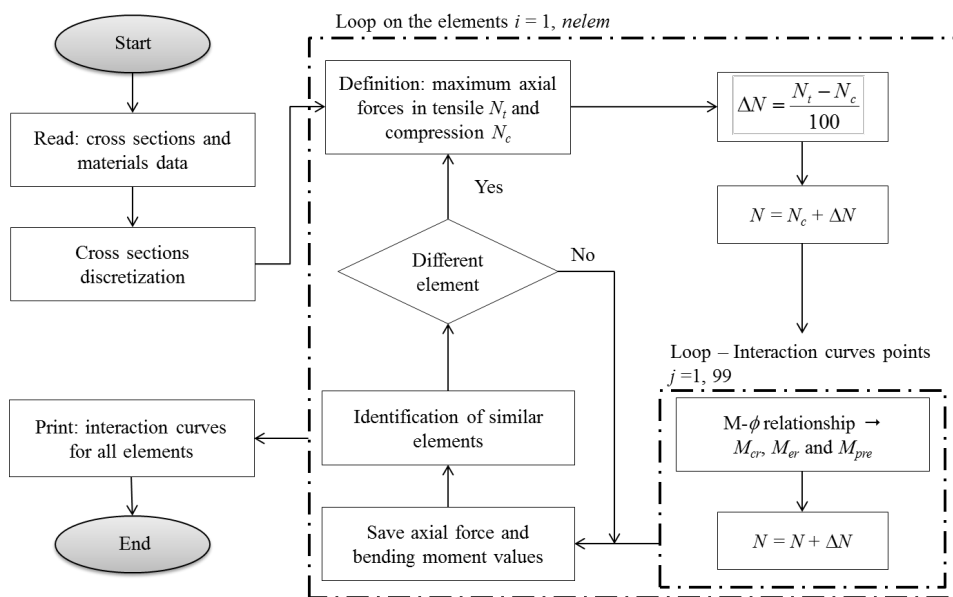 Loop on the elements i = 1, nelem
Start
Read: cross sections and
materials data
Cross sections
discretization
Definition: maximum axial
forces in tensile Nt and
compression Nc
ΔN = (Nt − Nc) / 100
N = Nc + ΔN
Yes
Different
element
No
Loop – Interaction curves points
j =1, 99
M-ϕ relationship →
Mcr, Mer and Mpre
N = N + ΔN
Identification of similar
elements
Save axial force and
bending moment values
Print: interaction curves
for all elements
End